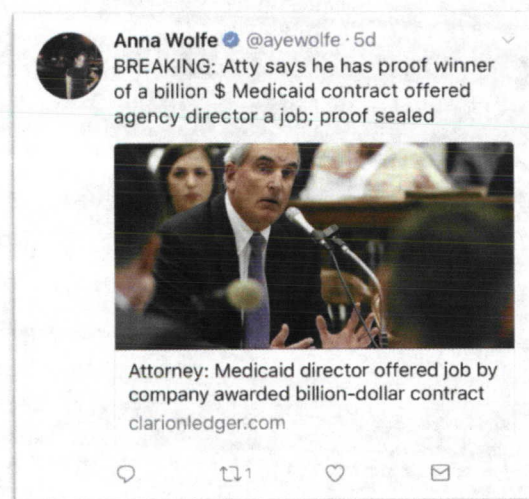 Anna Wolfe @ayewolfe · 5d
BREAKING: Atty says he has proof winner
of a billion $ Medicaid contract offered
agency director a job; proof sealed
Attorney: Medicaid director offered job by
company awarded billion-dollar contract
clarionledger.com
1